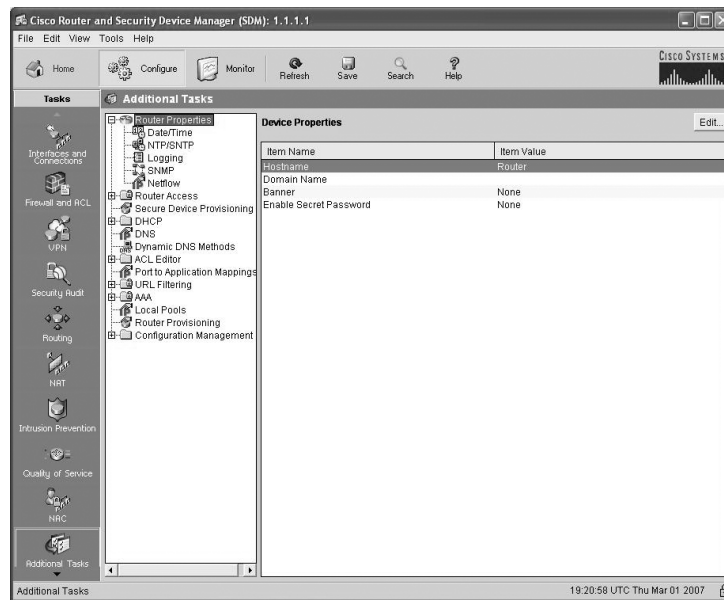 Cisco Router and Security Device Manager (SDM): 1.1.1.1
File Edit View Tools Help
Home
Configure
Monitor
Refresh
Save
Search
Help
CISCO SYSTEMS
Tasks
Additional Tasks
Interfaces and Connections
Firewall and ACL
VPN
Security Audit
Routing
NAT
Intrusion Prevention
Quality of Service
NAC
Additional Tasks
Router Properties
Date/Time
NTP/SNTP
Logging
SNMP
Netflow
Router Access
Secure Device Provisioning
DHCP
DNS
Dynamic DNS Methods
ACL Editor
Port to Application Mappings
URL Filtering
AAA
Local Pools
Router Provisioning
Configuration Management
Device Properties
Edit...
Item Name Item Value
Hostname Router
Domain Name
Banner None
Enable Secret Password None
Additional Tasks
19:20:58 UTC Thu Mar 01 2007